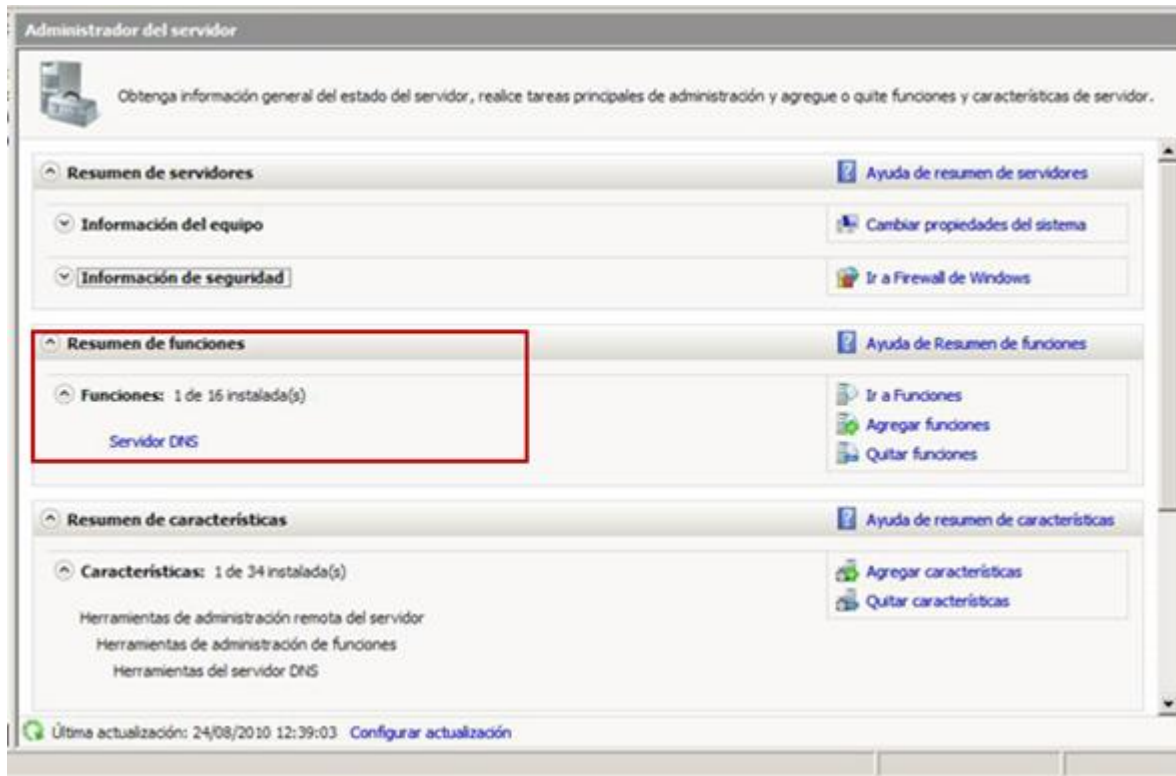 Administrador del servidor
Obtenga información general del estado del servidor, realice tareas principales de administración y agregue o quite funciones y características de servidor.
Resumen de servidores
Ayuda de resumen de servidores
Información del equipo
Cambiar propiedades del sistema
Información de seguridad
Ir a Firewall de Windows
Resumen de funciones
Ayuda de Resumen de funciones
Funciones: 1 de 16 instalada(s)
Ir a Funciones
Servidor DNS
Agregar funciones
Quitar funciones
Resumen de características
Ayuda de resumen de características
Características: 1 de 34 instalada(s)
Agregar características
Quitar características
Herramientas de administración remota del servidor
Herramientas de administración de funciones
Herramientas del servidor DNS
Última actualización: 24/08/2010 12:39:03 Configurar actualización